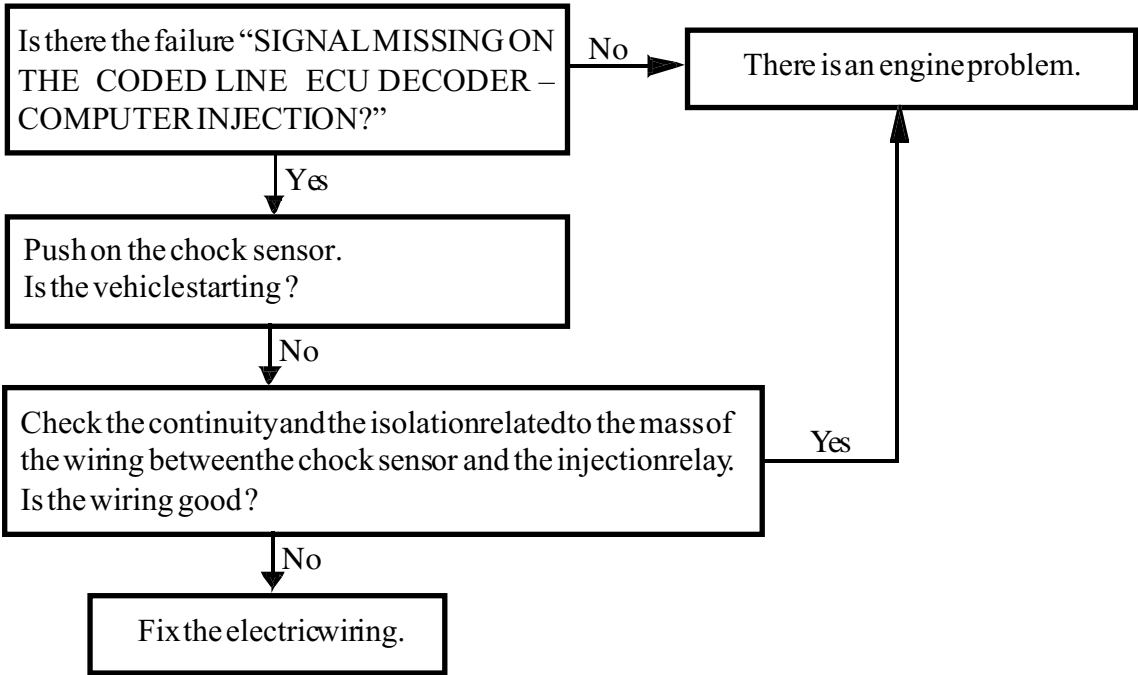 Is there the failure “SIGNAL MISSING ON
THE CODED LINE ECU DECODER –
COMPUTER INJECTION?”
No
There is an engine problem.
Yes
Push on the chock sensor.
Is the vehicle starting ?
No
Check the continuity and the isolation related to the mass of
the wiring between the chock sensor and the injection relay.
Is the wiring good ?
Yes
No
Fix the electric wiring.